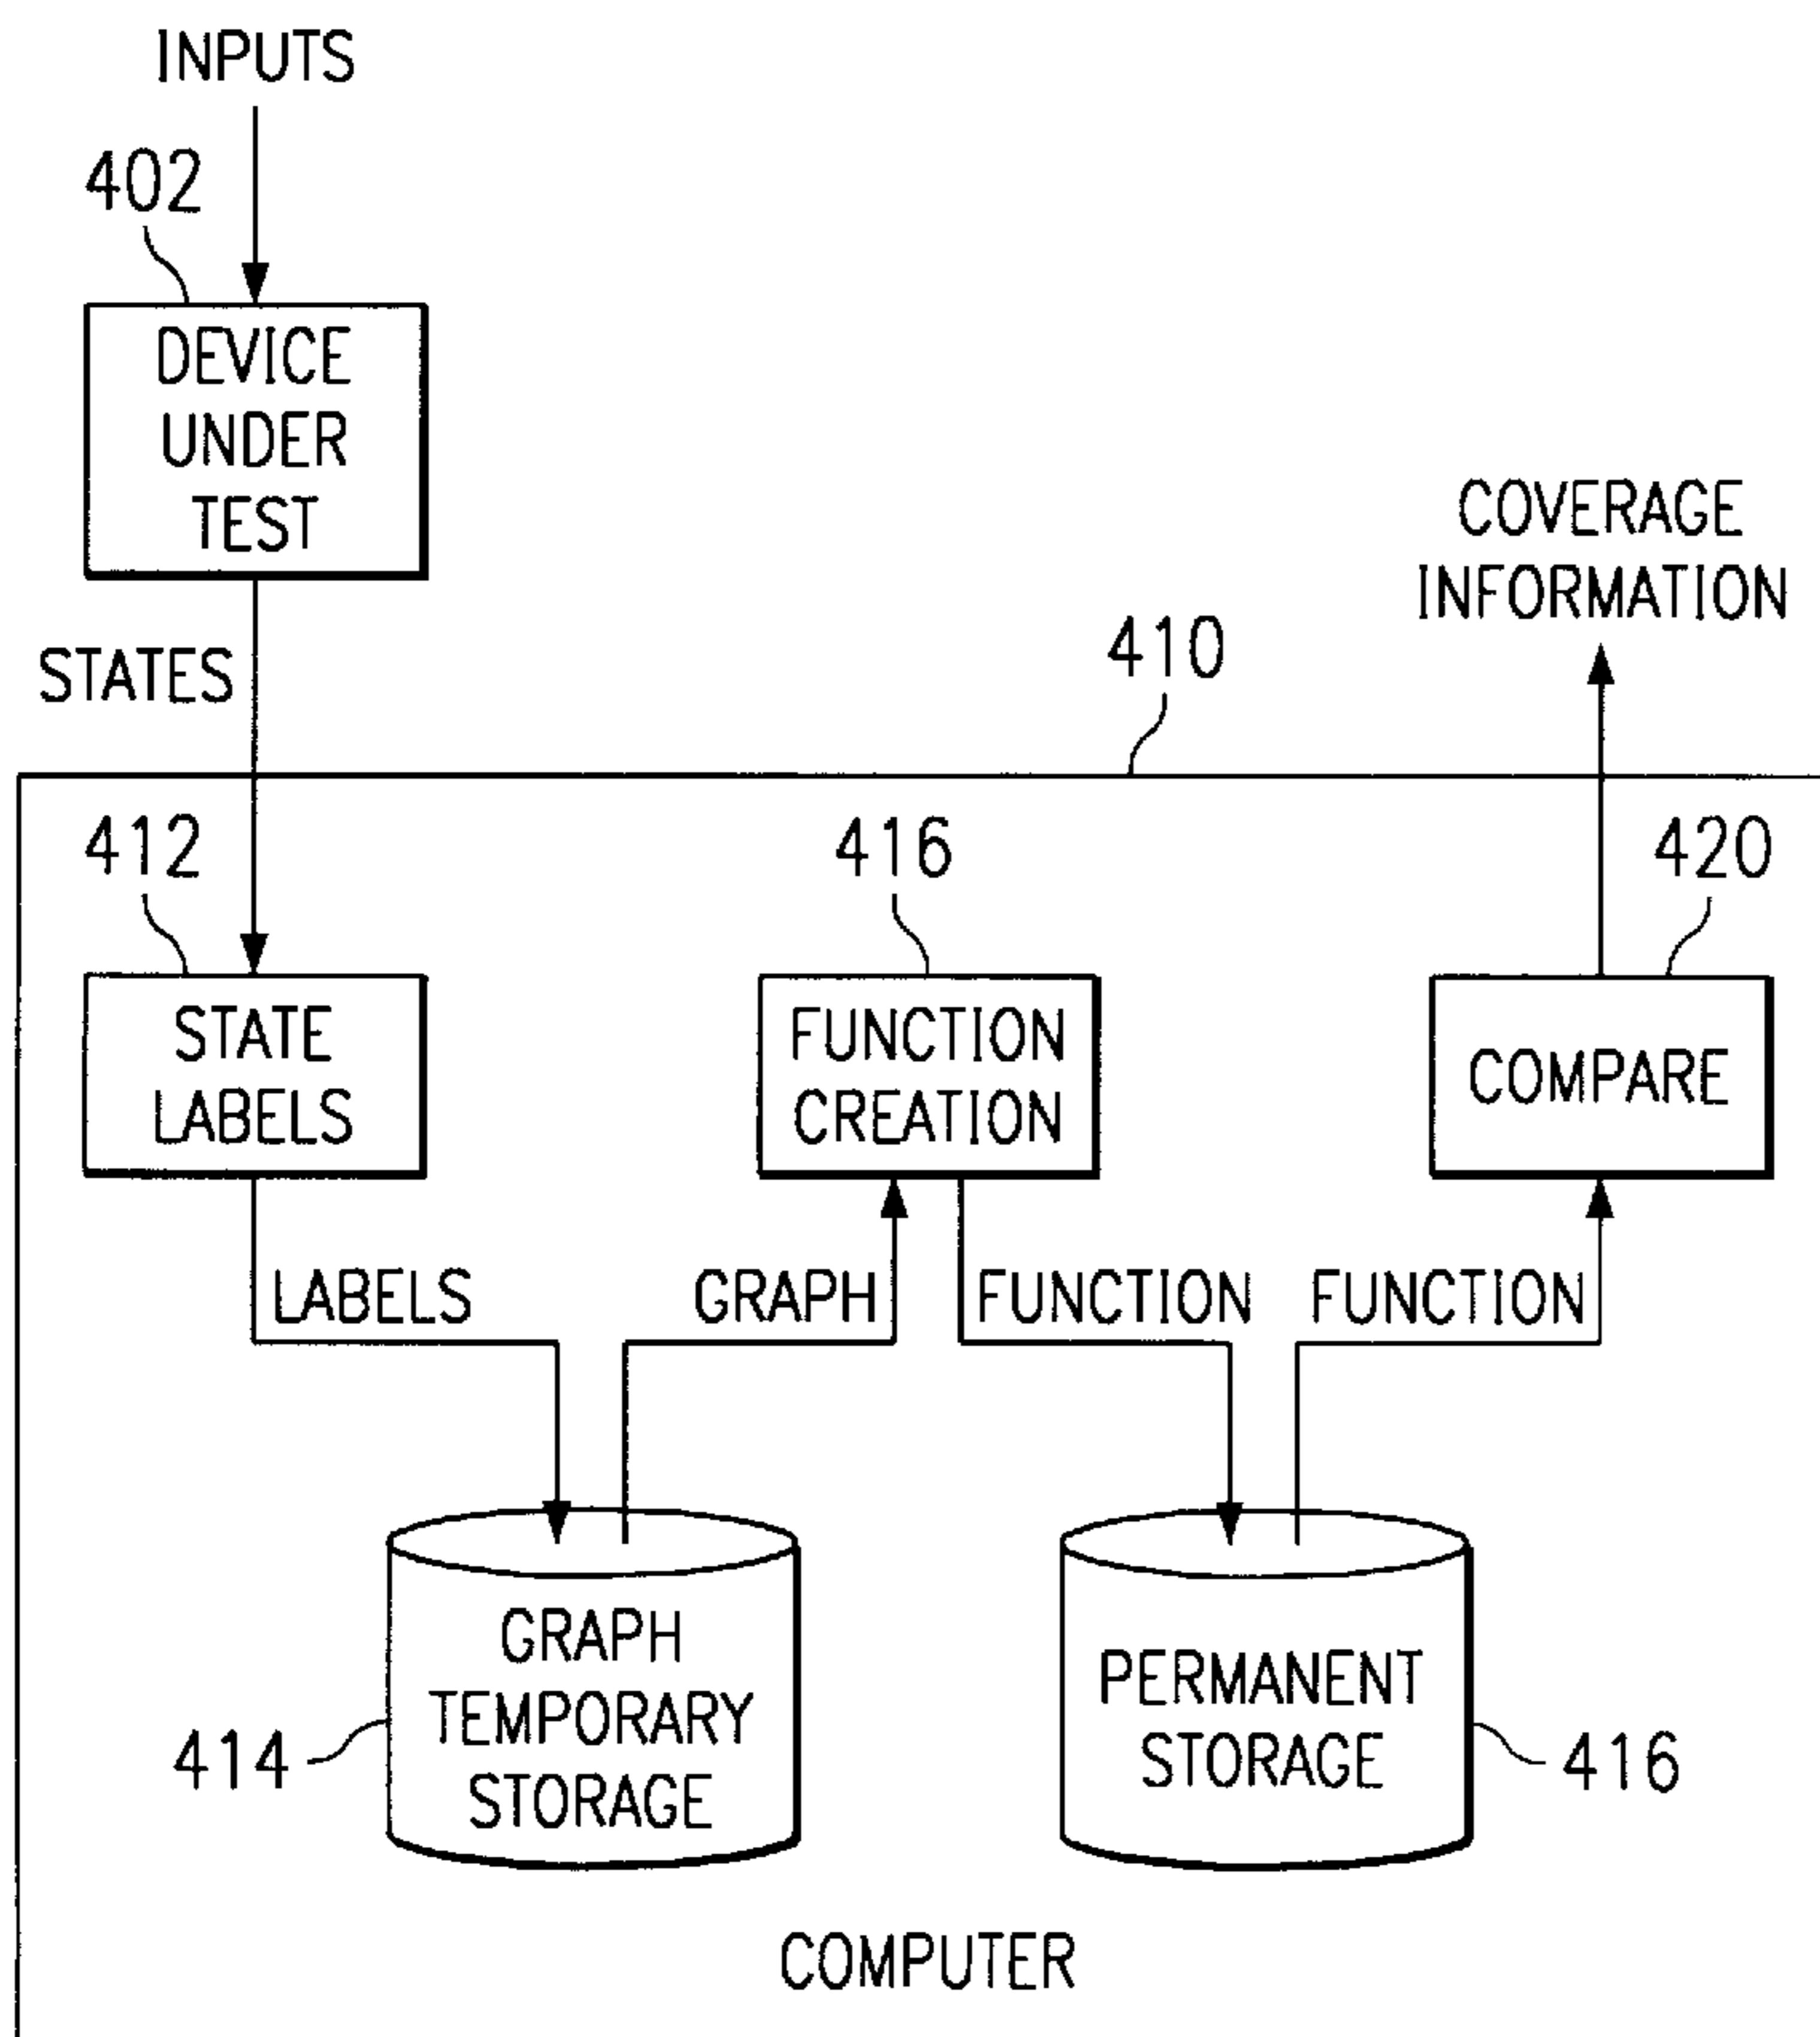 INPUTS
402
DEVICE
UNDER
TEST
COVERAGE
INFORMATION
STATES
410
412
416
420
STATE
LABELS
FUNCTION
CREATION
COMPARE
LABELS
GRAPH
FUNCTION
FUNCTION
GRAPH
TEMPORARY
STORAGE
414
PERMANENT
STORAGE
416
COMPUTER